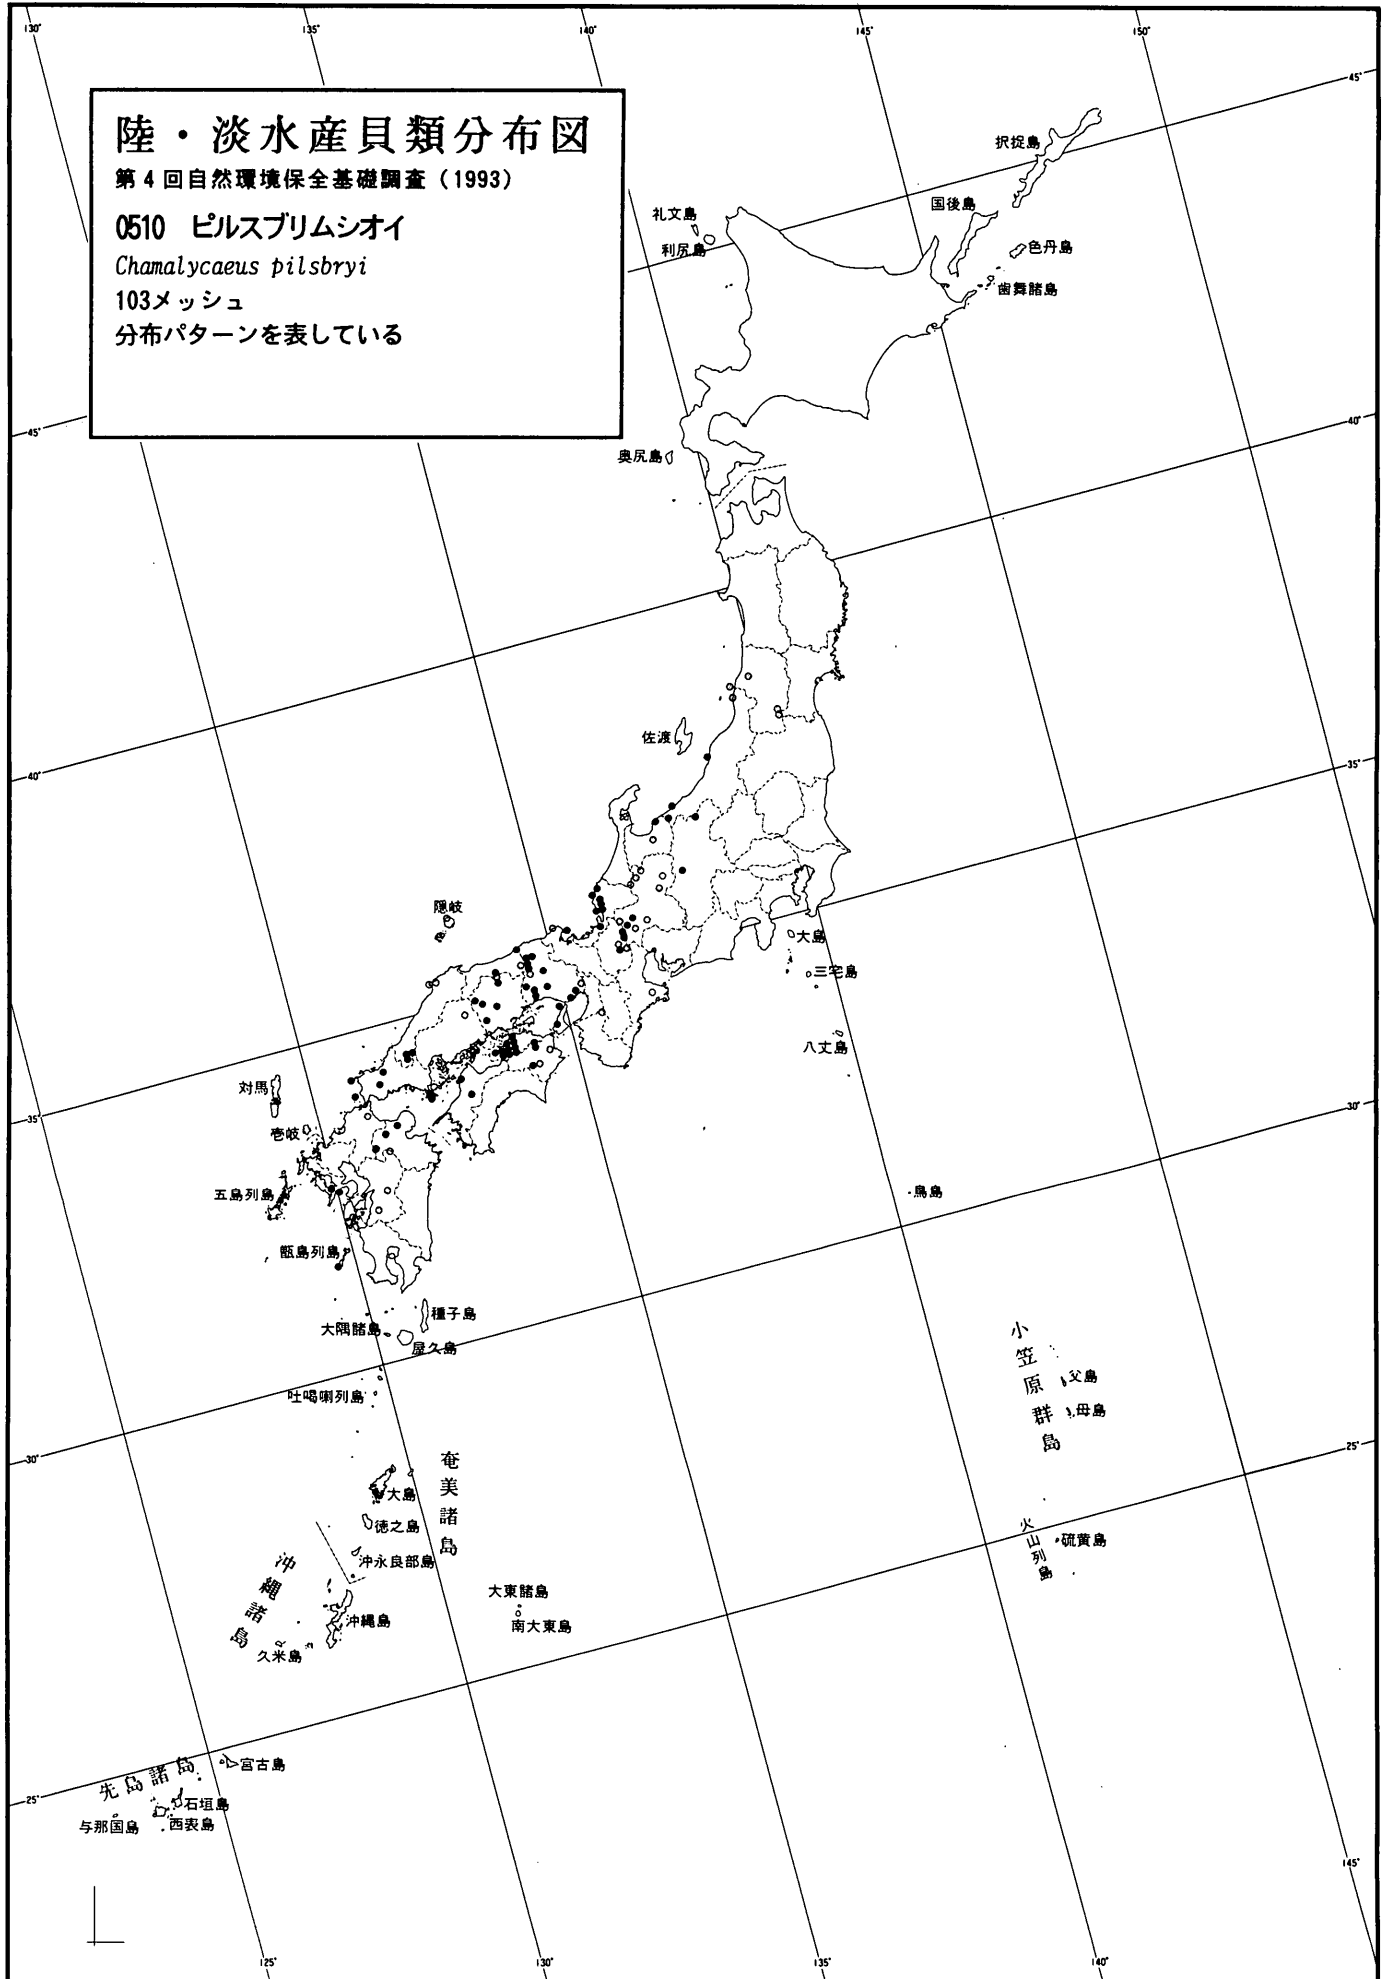 130°
135°
140°
145°
150°
陸・淡水産貝類分布図
第4回自然環境保全基礎調査（1993）
0510 ピルスブリムシオイ
Chamalycaeus pilsbryi
103メッシュ
分布パターンを表している
45°
択捉島
国後島
礼文島
利尻島
色丹島
歯舞諸島
45°
40°
奥尻島
佐渡
40°
35°
隠岐
大島
三宅島
八丈島
対馬
35°
壱岐
30°
五島列島
鳥島
甑島列島
種子島
大隅諸島
屋久島
小笠原群島
吐喝喇列島
父島
母島
30°
25°
奄美諸島
大島
徳之島
火山列島
硫黄島
沖永良部島
沖縄諸島
大東諸島
沖縄島
南大東島
久米島
先島諸島
宮古島
25°
石垣島
与那国島
西表島
145°
125°
130°
135°
140°